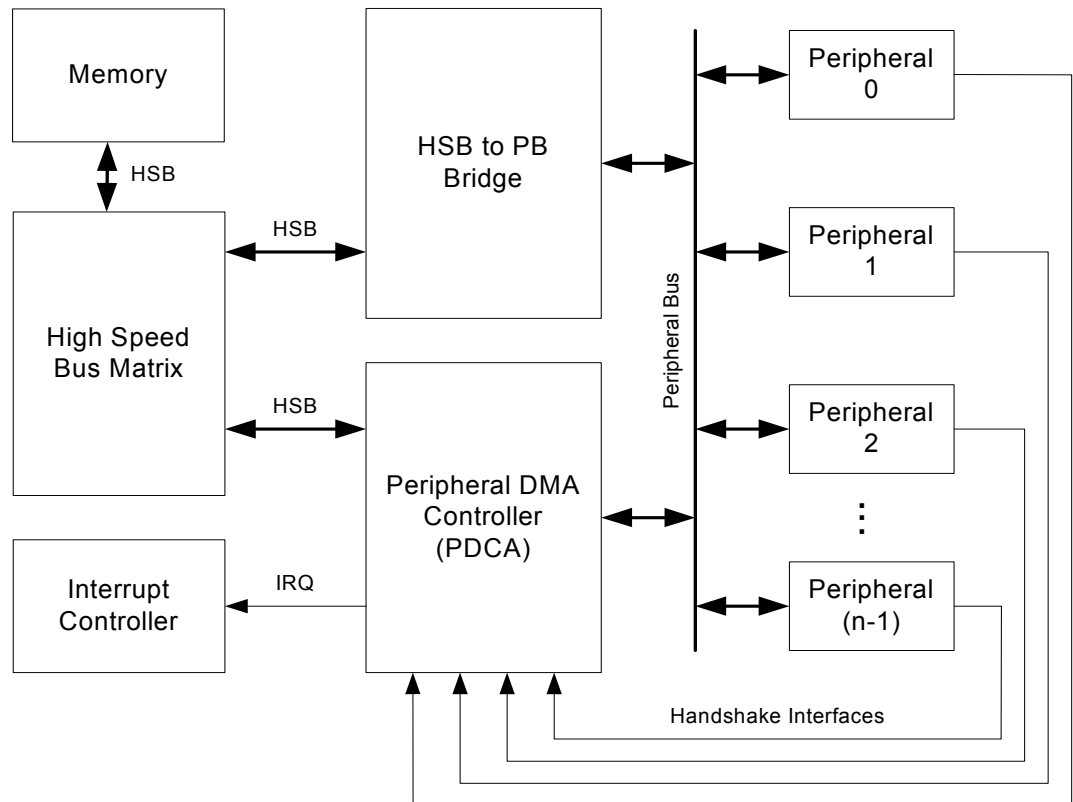 Memory
HSB
High Speed
Bus Matrix
HSB
HSB
HSB to PB
Bridge
Peripheral DMA
Controller
(PDCA)
Interrupt
Controller
IRQ
Peripheral Bus
Peripheral
0
Peripheral
1
Peripheral
2
⋮
Peripheral
(n-1)
Handshake Interfaces